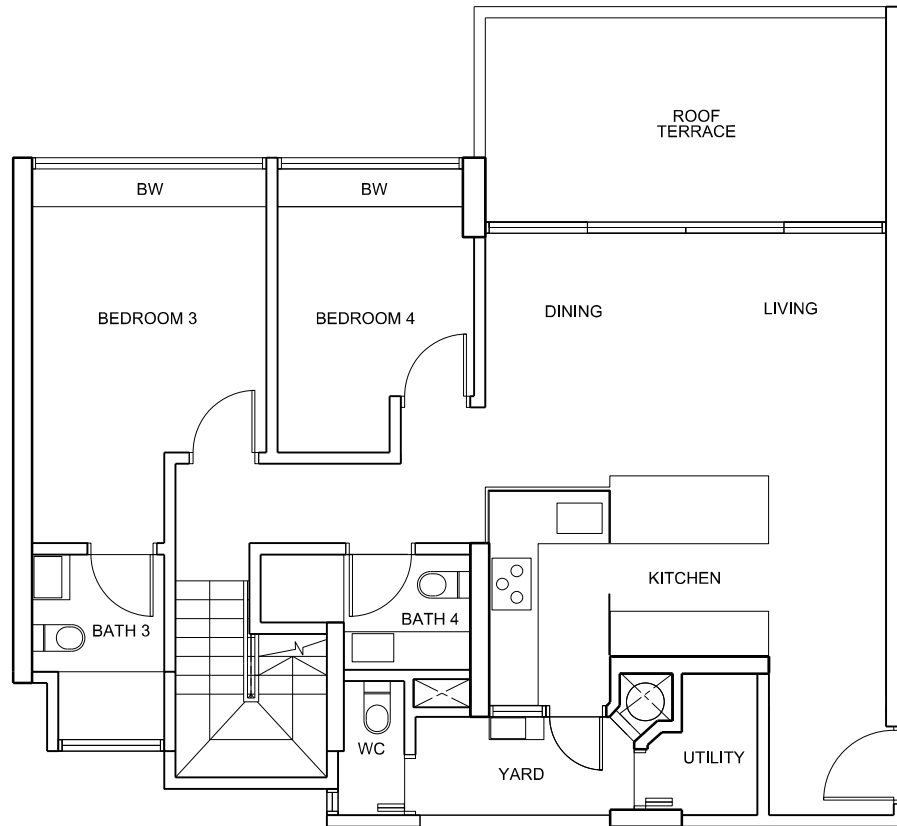 ROOF
TERRACE
BW
BW
BEDROOM 3
BEDROOM 4
DINING
LIVING
KITCHEN
BATH 3
BATH 4
WC
YARD
UTILITY